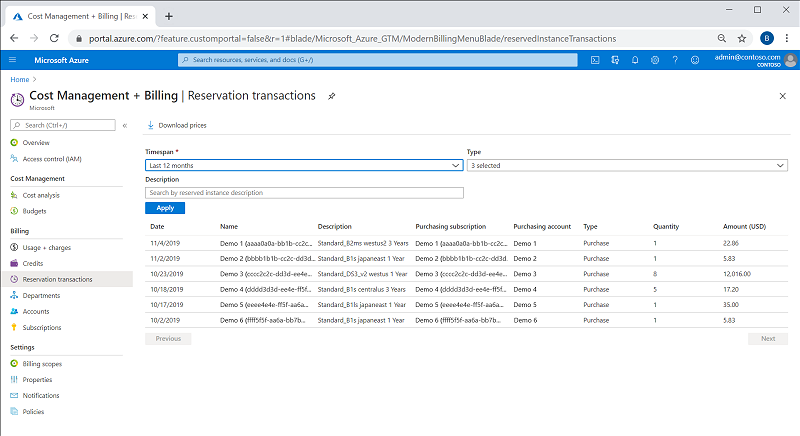 Cost Management + Billing | Rese
portal.azure.com/?feature.customportal=false&r=1#blade/Microsoft_Azure_GTM/ModernBillingMenuBlade/reservedInstanceTransactions
B
Microsoft Azure
Search resources, services, and docs (G+/)
admin@contoso.com
CONTOSO
Home
Cost Management + Billing | Reservation transactions
Microsoft
Search (Ctrl+/)
Overview
Access control (IAM)
Cost Management
Cost analysis
Budgets
Billing
Usage + charges
Credits
Reservation transactions
Departments
Accounts
Subscriptions
Settings
Billing scopes
Properties
Notifications
Policies
Download prices
Timespan * Type
Last 12 months 3 selected
Description
Search by reserved instance description
Apply
Date Name Description Purchasing subscription Purchasing account Type Quantity Amount (USD)
11/4/2019 Demo 1 (aaaa0a0a-bb1b-cc2c... Standard_B2ms westus2 3 Years Demo 1 (aaaa0a0a-bb1b-cc2c... Demo 1 Purchase 1 22.86
11/2/2019 Demo 2 (bbbb1b1b-cc2c-dd3d... Standard_B1s japaneast 1 Year Demo 2 (bbbb1b1b-cc2c-dd3d... Demo 2 Purchase 1 5.83
10/23/2019 Demo 3 (cccc2c2c-dd3d-ee4e... Standard_DS3_v2 westus 1 Year Demo 3 (cccc2c2c-dd3d-ee4e... Demo 3 Purchase 8 12,016.00
10/18/2019 Demo 4 (dddd3d3d-ee4e-ff5f... Standard_B1s centralus 3 Years Demo 4 (dddd3d3d-ee4e-ff5f... Demo 4 Purchase 5 17.20
10/17/2019 Demo 5 (eeee4e4e-ff5f-aa6a... Standard_B1ls japaneast 1 Year Demo 5 (eeee4e4e-ff5f-aa6a... Demo 5 Purchase 1 35.00
10/2/2019 Demo 6 (ffff5f5f-aa6a-bb7b... Standard_B1s japaneast 1 Year Demo 6 (ffff5f5f-aa6a-bb7b... Demo 6 Purchase 1 5.83
Previous Next